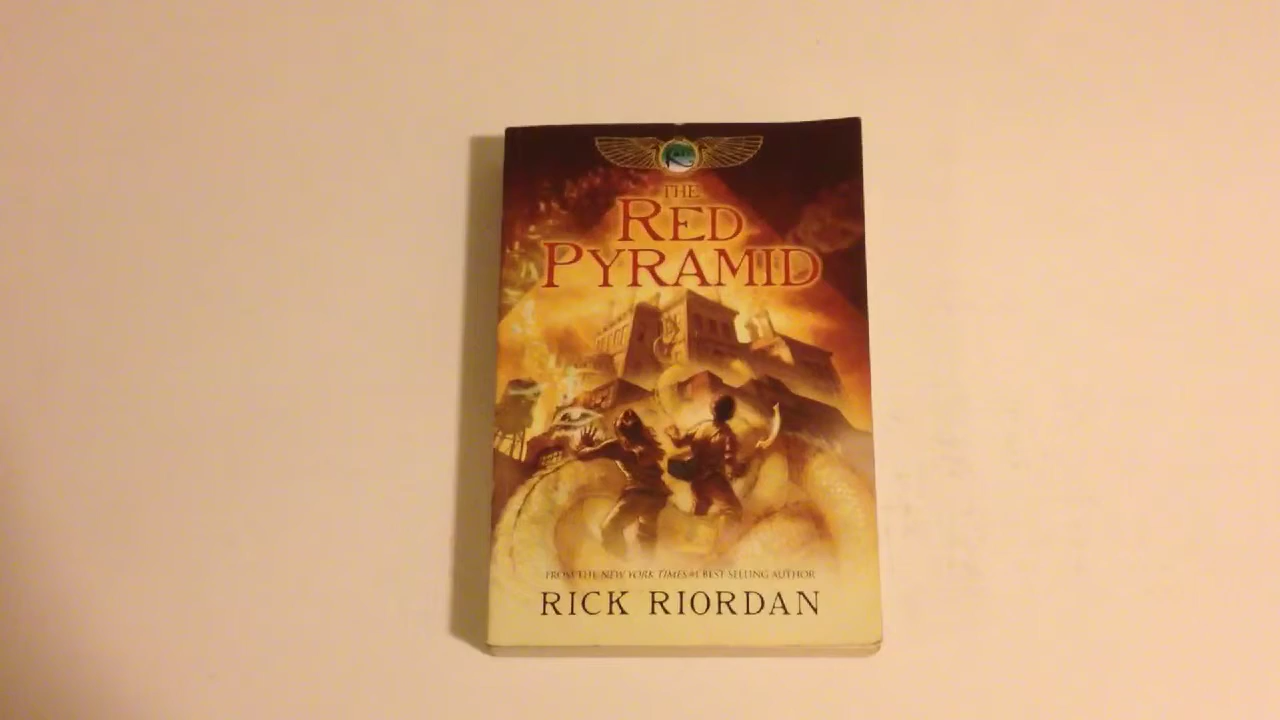 THE
RED
PYRAMID
FROM THE NEW YORK TIMES #1 BEST-SELLING AUTHOR
RICK RIORDAN